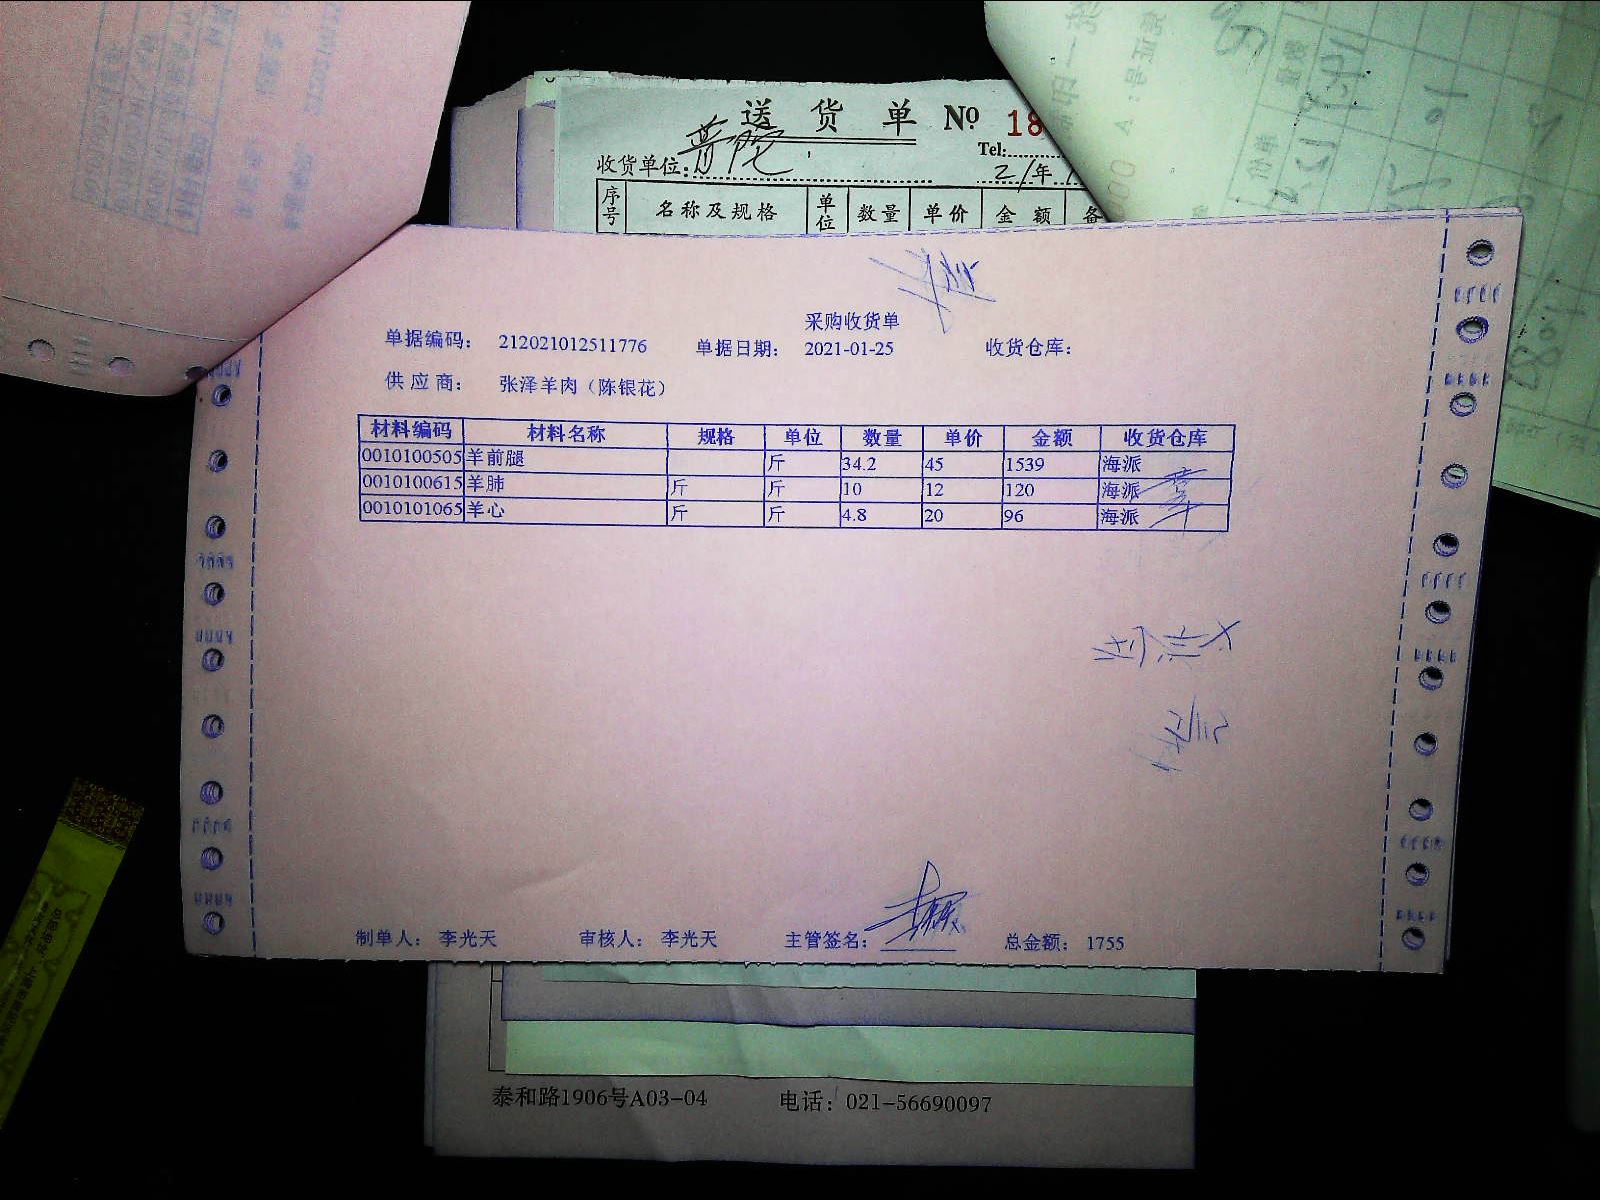 送 货 单 № 18
收货单位: 普陀
Tel:
21年
序号 名称及规格 单位 数量 单价 金 额 备
采购收货单
单据编码: 212021012511776 单据日期: 2021-01-25 收货仓库:
供 应 商: 张泽羊肉（陈银花）
材料编码 材料名称 规格 单位 数量 单价 金额 收货仓库
0010100505 羊前腿 斤 34.2 45 1539 海派
0010100615 羊肺 斤 斤 10 12 120 海派
0010101065 羊心 斤 斤 4.8 20 96 海派
制单人: 李光天 审核人: 李光天 主管签名: 总金额: 1755
泰和路1906号A03-04 电话: 021-56690097